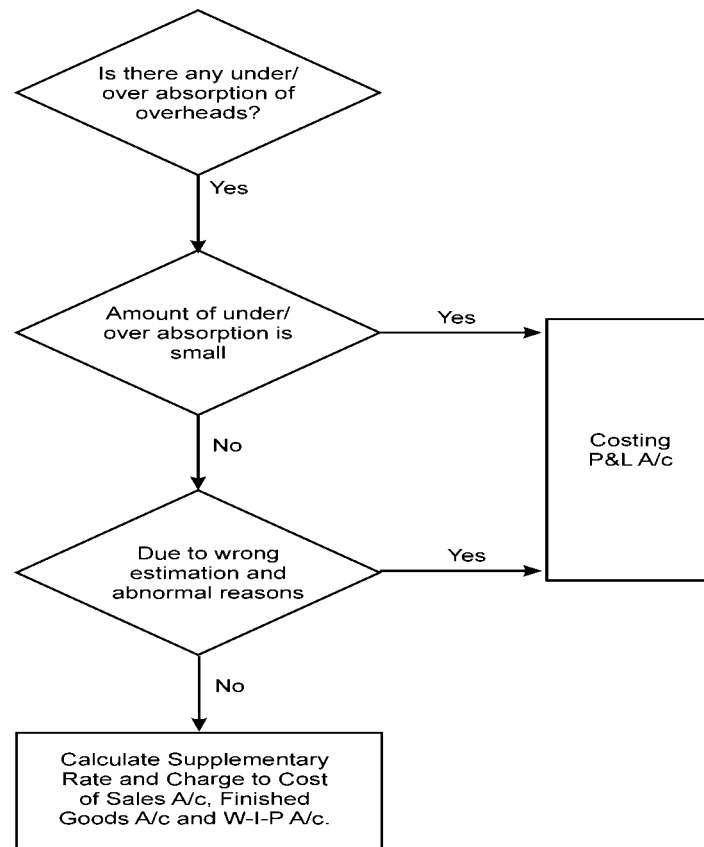 Is there any under/
over absorption of
overheads?
Yes
Amount of under/
over absorption is
small
Yes
Costing
P&L A/c
No
Due to wrong
estimation and
abnormal reasons
Yes
No
Calculate Supplementary
Rate and Charge to Cost
of Sales A/c, Finished
Goods A/c and W-I-P A/c.